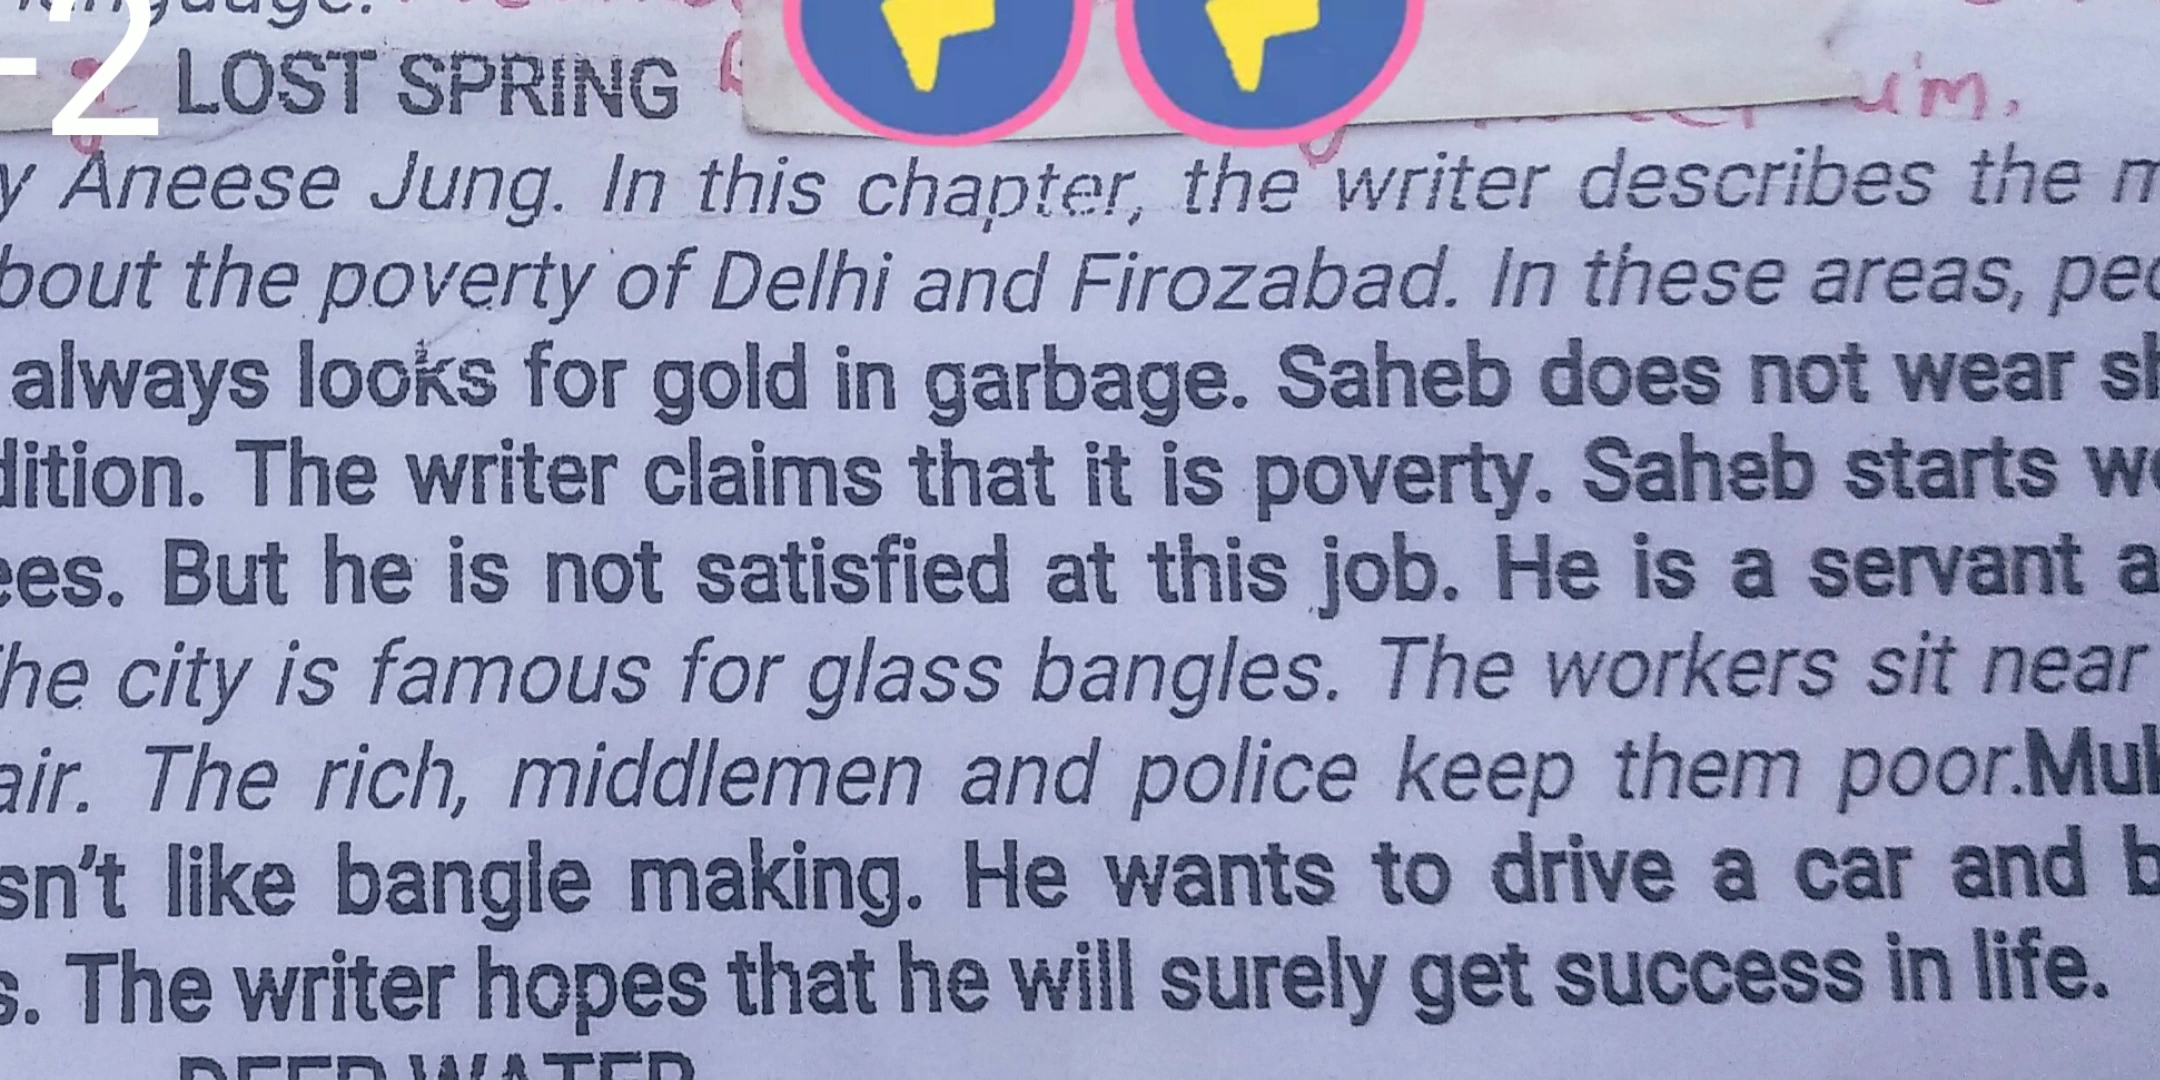 2 LOST SPRING
Aneese Jung. In this chapter, the writer describes the
the poverty of Delhi and Firozabad. In these areas,
always looks for gold in garbage. Saheb does not wear
dition. The writer claims that it is poverty. Saheb starts
ees. But he is not satisfied at this job. He is a servant
he city is famous for glass bangles. The workers sit near
air. The rich, middlemen and police keep them poor.
sn't like bangle making. He wants to drive a car and
s. The writer hopes that he will surely get success in life.
DEEP WATER